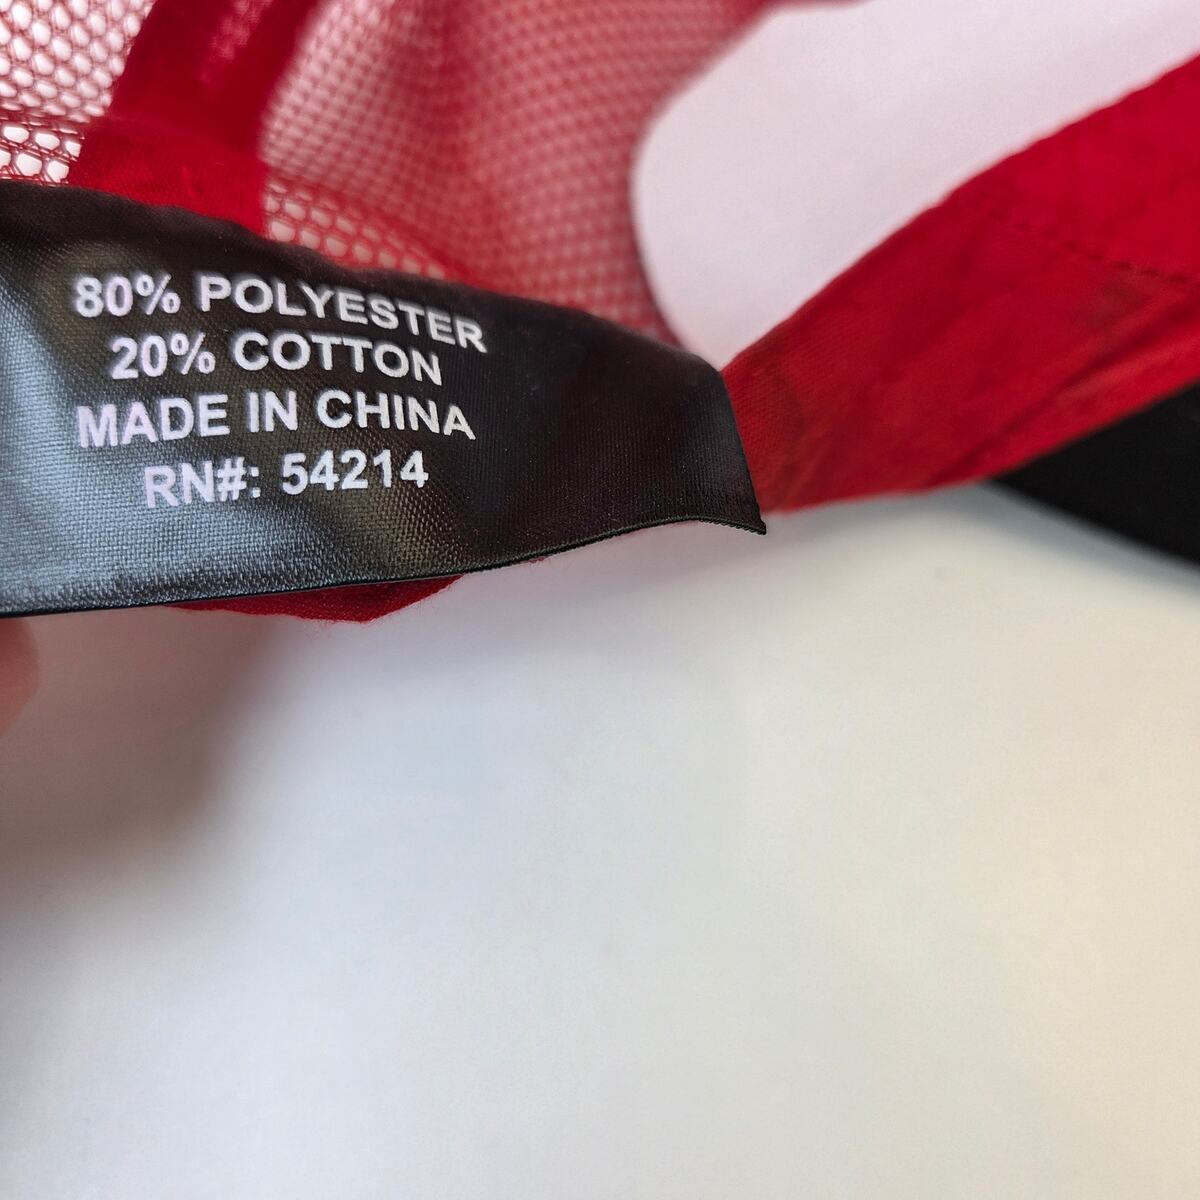 80% POLYESTER
20% COTTON
MADE IN CHINA
RN#: 54214